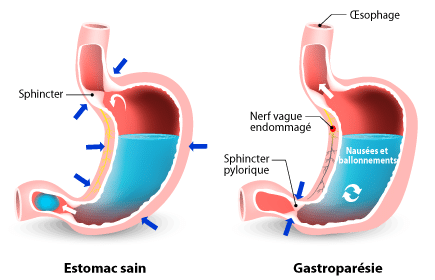 Œsophage
Sphincter
Nerf vague
endommagé
Nausées et
ballonnements
Sphincter
pylorique
Estomac sain
Gastroparésie